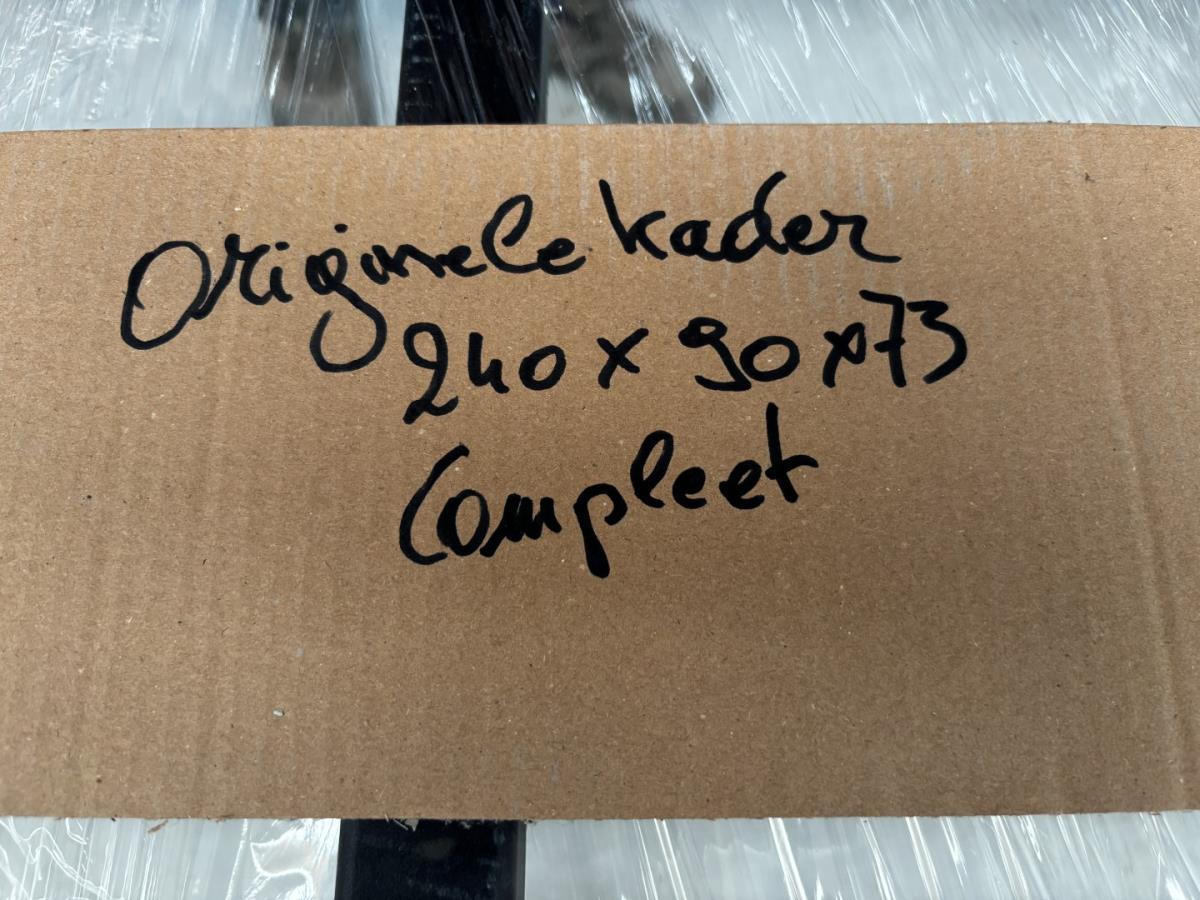 Originele kader
240 x 90 x 73
Compleet